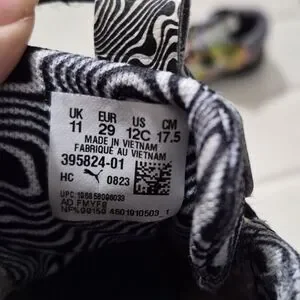 UK EUR US CM
11 29 12C 17.5
MADE IN VIETNAM
FABRIQUÉ AU VIETNAM
395824-01
HC 0823